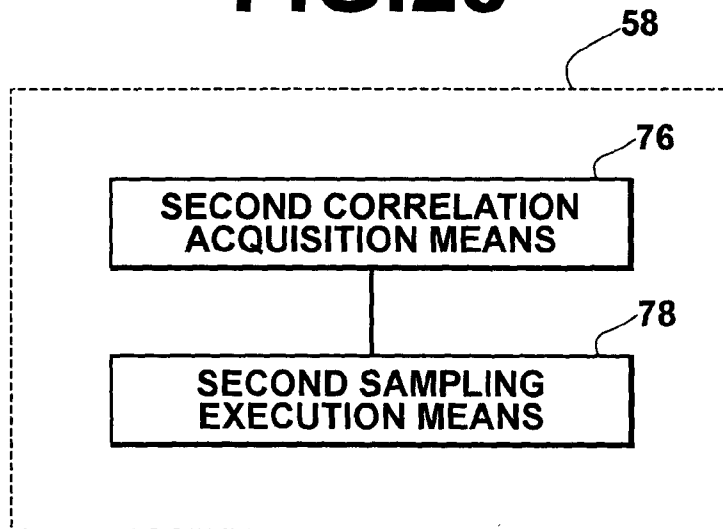 58
76
SECOND CORRELATION
ACQUISITION MEANS
78
SECOND SAMPLING
EXECUTION MEANS